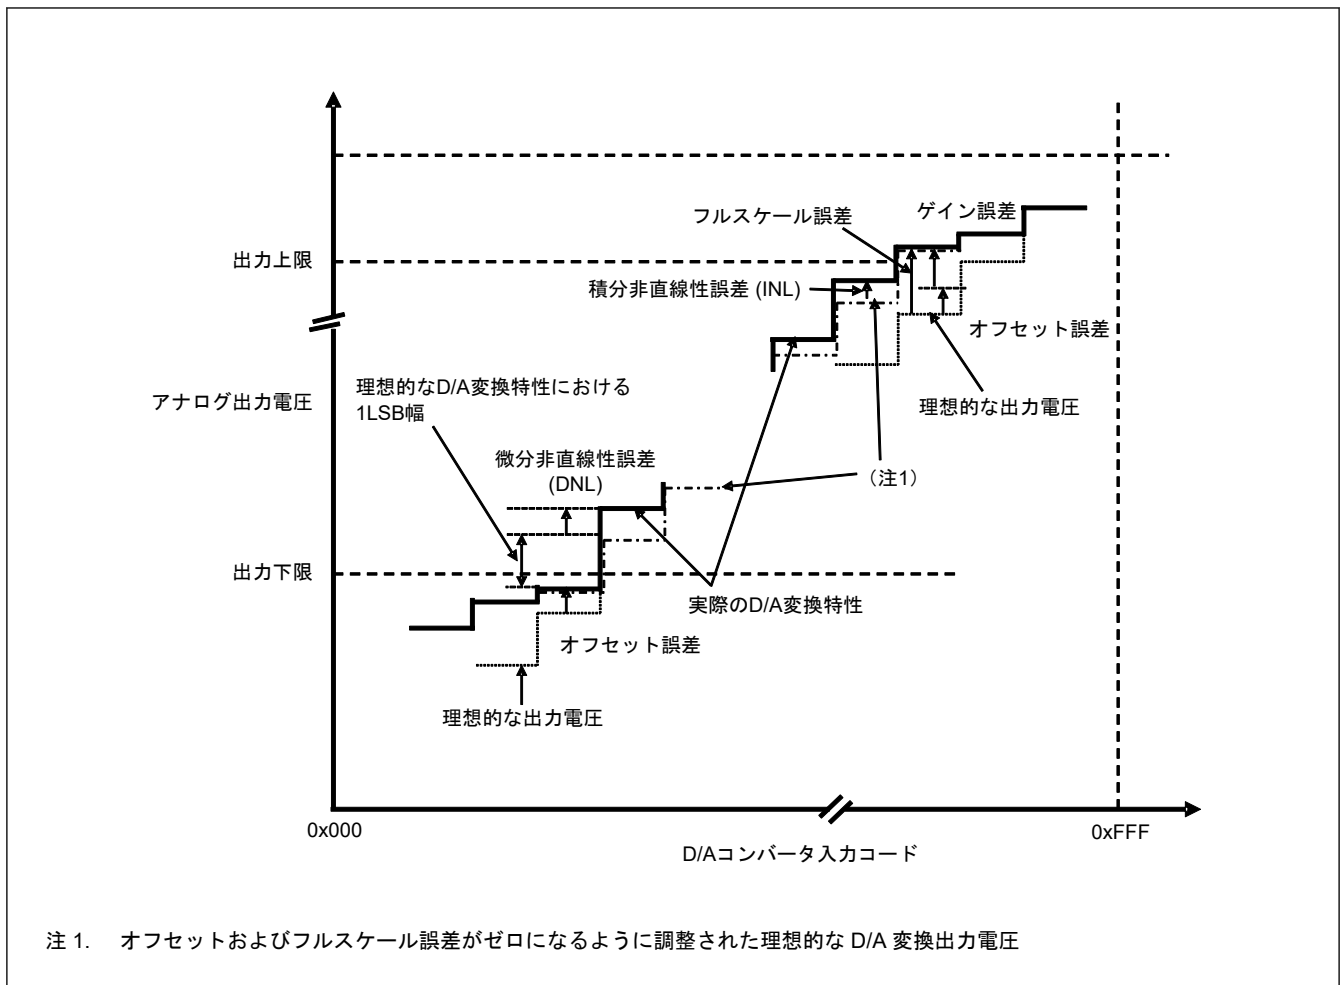 フルスケール誤差
ゲイン誤差
出力上限
積分非直線性誤差 (INL)
オフセット誤差
理想的なD/A変換特性における
1LSB幅
アナログ出力電圧
理想的な出力電圧
微分非直線性誤差
(DNL)
（注1）
出力下限
実際のD/A変換特性
オフセット誤差
理想的な出力電圧
0x000
0xFFF
D/Aコンバータ入力コード
注 1. オフセットおよびフルスケール誤差がゼロになるように調整された理想的な D/A 変換出力電圧